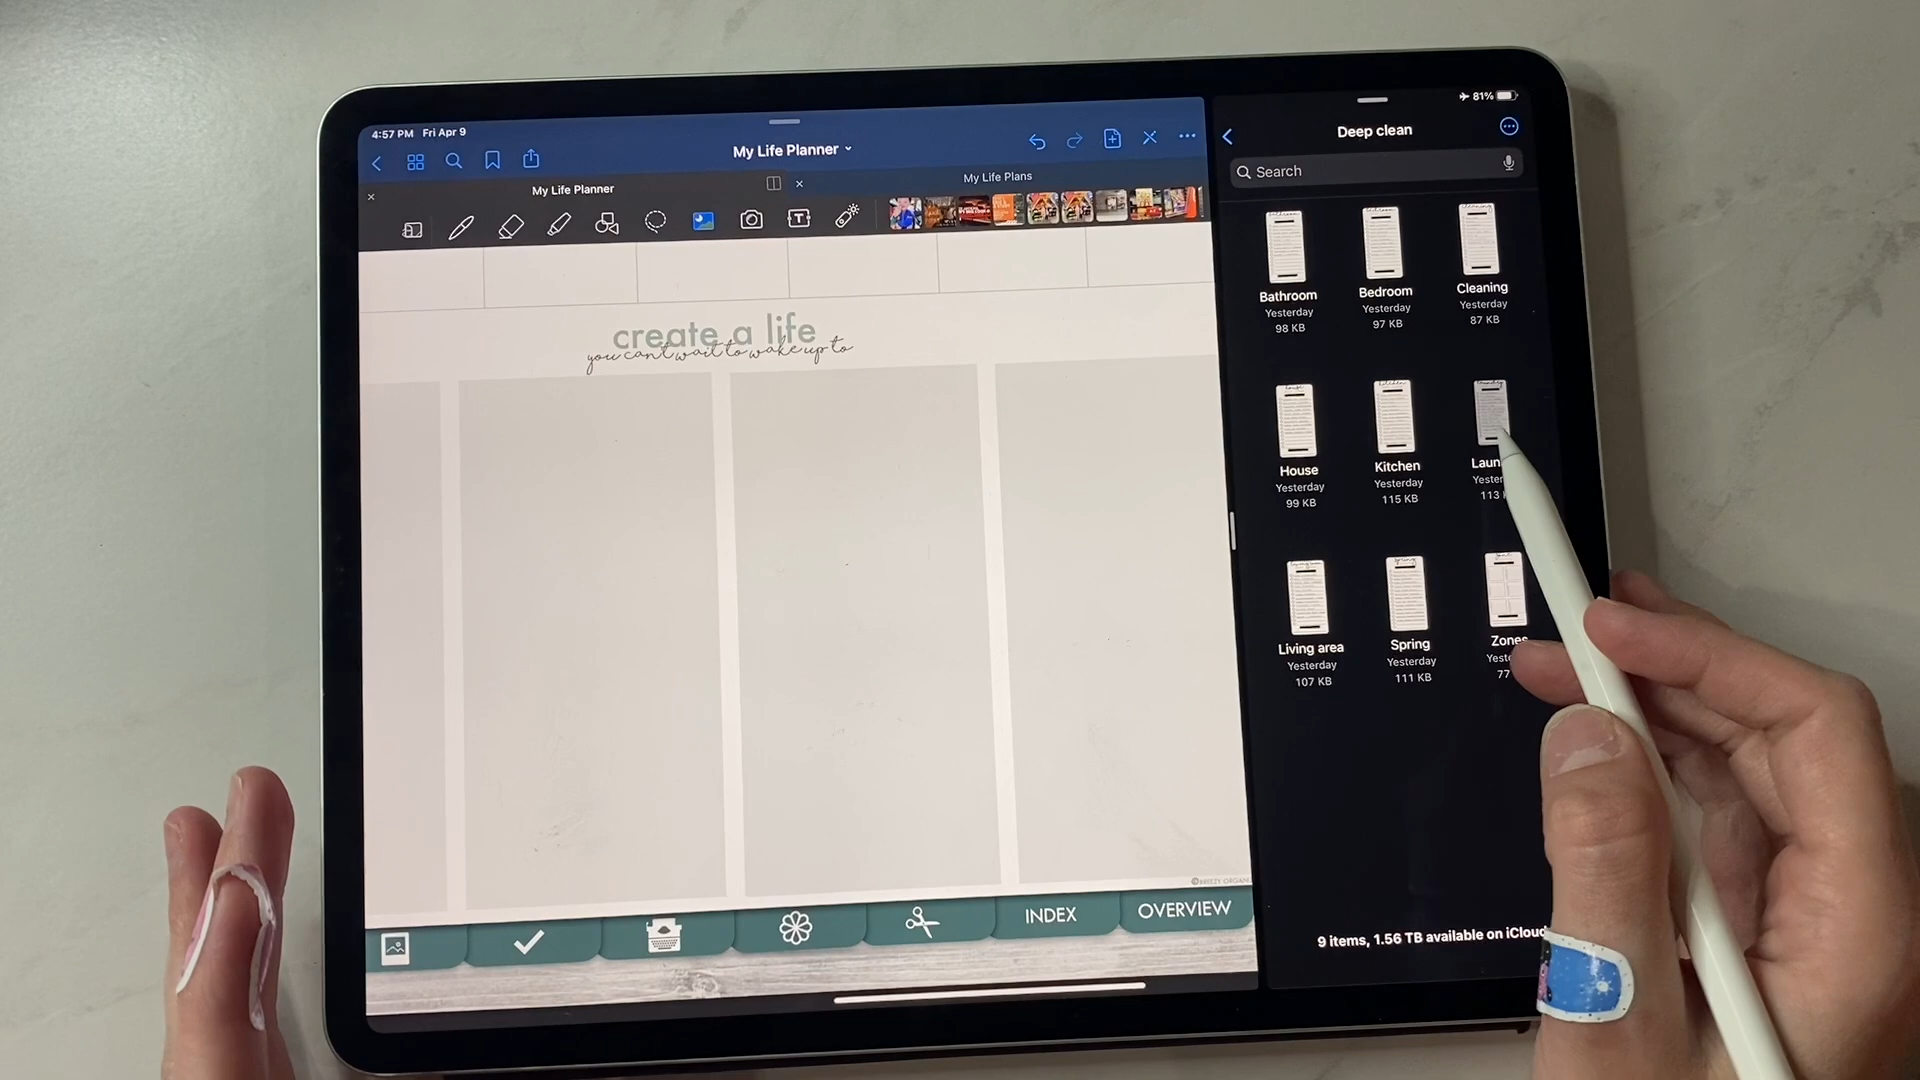 4:57 PM Fri Apr 9
My Life Planner
My Life Planner
My Life Plans
create a life
you can't wait to wake up to
INDEX
OVERVIEW
81%
Deep clean
Search
Bathroom
Yesterday
98 KB
Bedroom
Yesterday
97 KB
Cleaning
Yesterday
87 KB
House
Yesterday
99 KB
Kitchen
Yesterday
115 KB
Laun
Yester
113 K
Living area
Yesterday
107 KB
Spring
Yesterday
111 KB
Zones
Yest
77
9 items, 1.56 TB available on iCloud